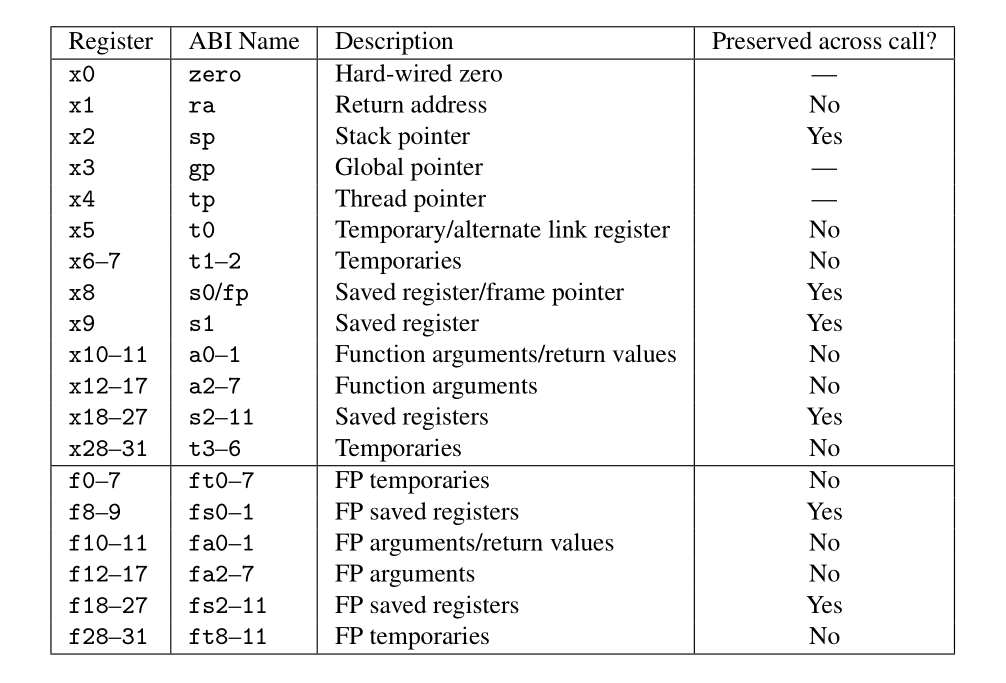 Register ABI Name Description Preserved across call?
x0 zero Hard-wired zero —
x1 ra Return address No
x2 sp Stack pointer Yes
x3 gp Global pointer —
x4 tp Thread pointer —
x5 t0 Temporary/alternate link register No
x6–7 t1–2 Temporaries No
x8 s0/fp Saved register/frame pointer Yes
x9 s1 Saved register Yes
x10–11 a0–1 Function arguments/return values No
x12–17 a2–7 Function arguments No
x18–27 s2–11 Saved registers Yes
x28–31 t3–6 Temporaries No
f0–7 ft0–7 FP temporaries No
f8–9 fs0–1 FP saved registers Yes
f10–11 fa0–1 FP arguments/return values No
f12–17 fa2–7 FP arguments No
f18–27 fs2–11 FP saved registers Yes
f28–31 ft8–11 FP temporaries No